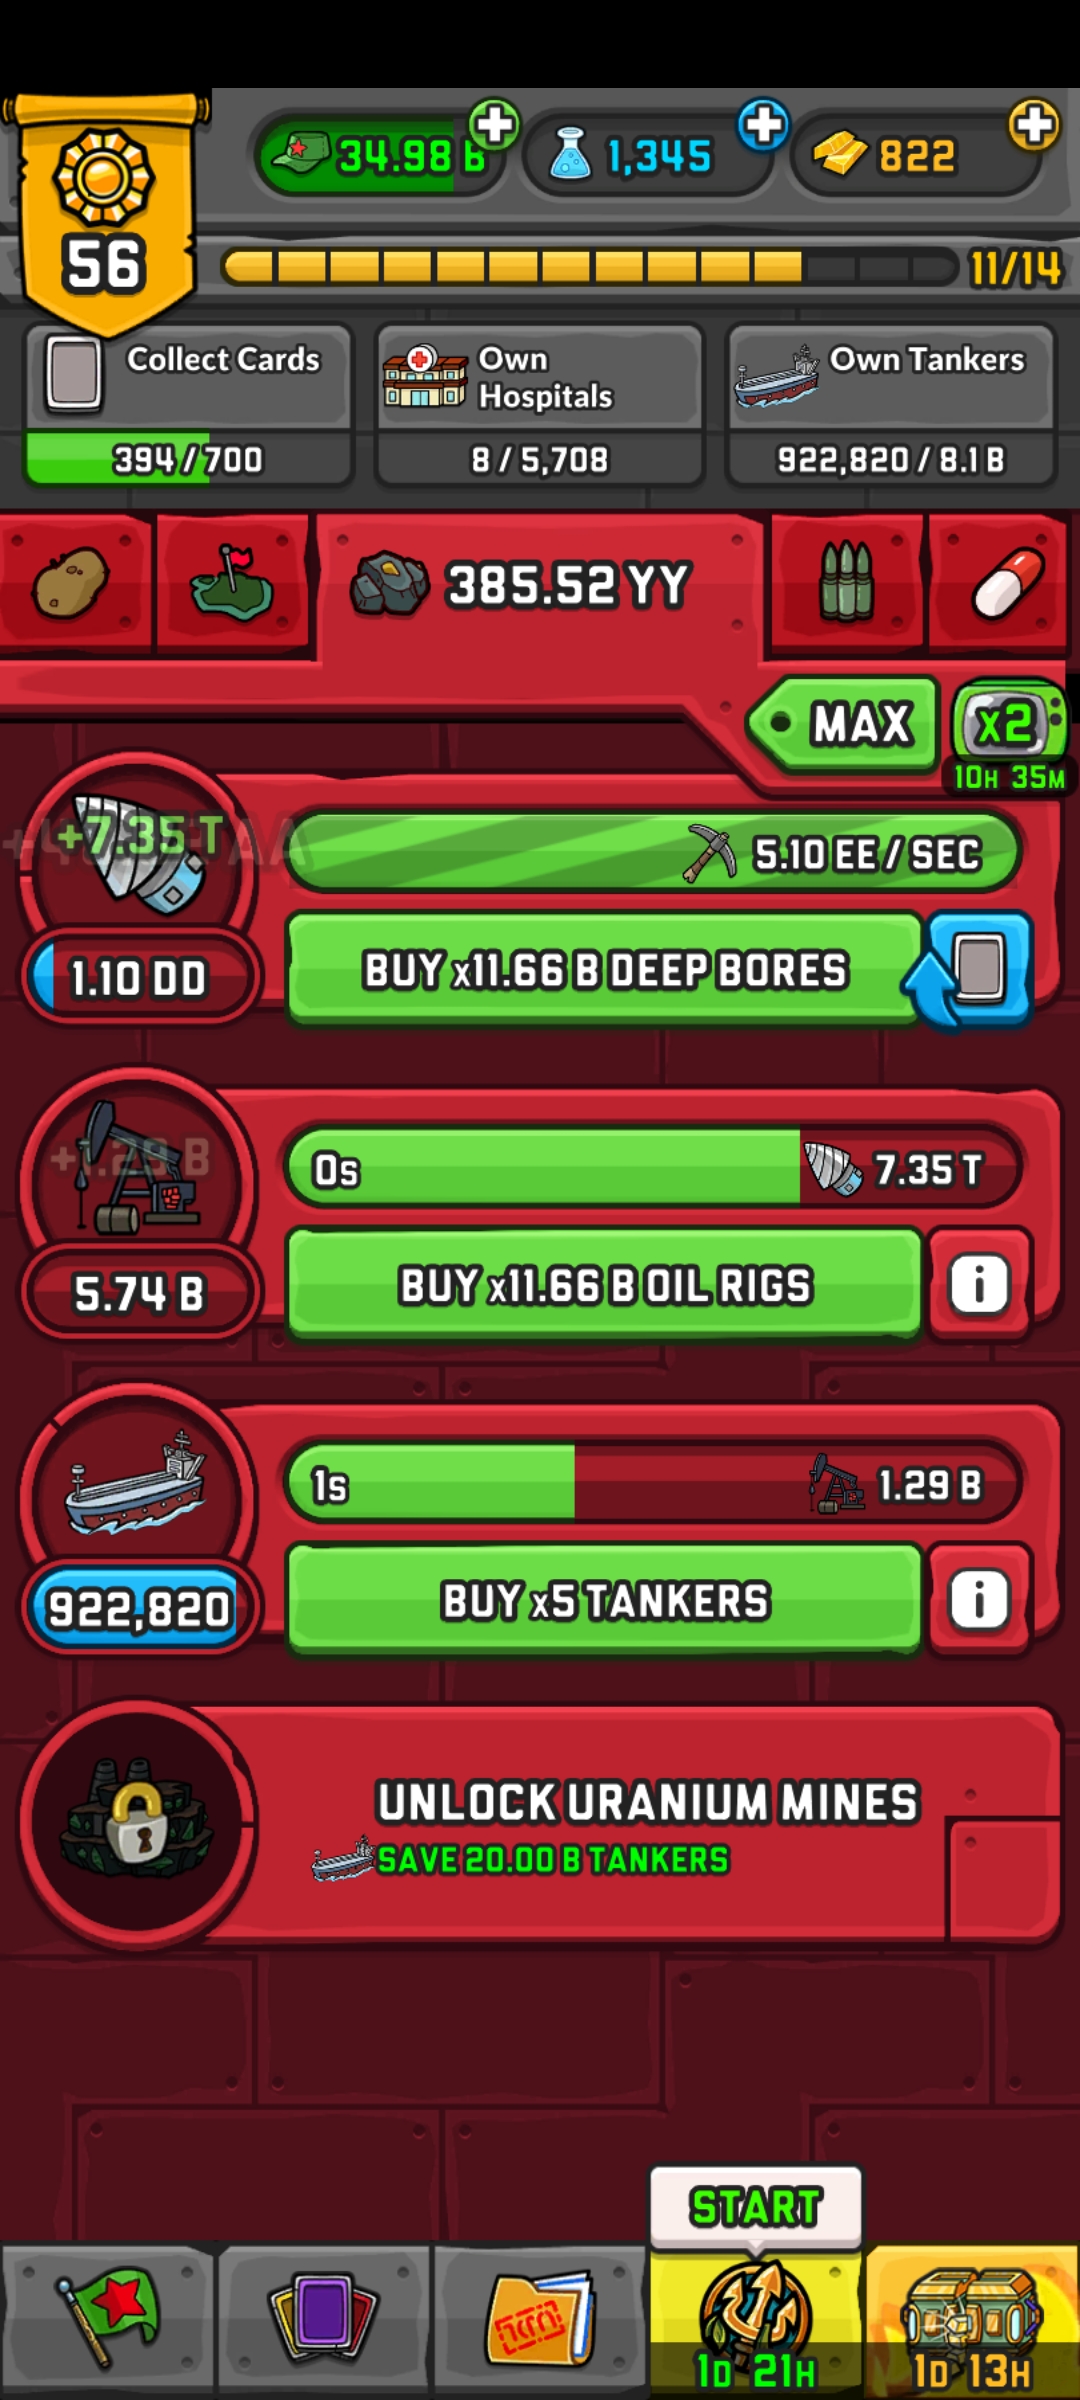 34.98 B
1,345
822
56
11/14
Collect Cards
394/700
Own
Hospitals
8/5,708
Own Tankers
922,820/8.1 B
385.52 YY
MAX
x2
10H 35M
+7.35 T
5.10 EE / SEC
1.10 DD
BUY x11.66 B DEEP BORES
+1.29 B
0s
7.35 T
5.74 B
BUY x11.66 B OIL RIGS
i
1s
1.29 B
922,820
BUY x5 TANKERS
i
UNLOCK URANIUM MINES
SAVE 20.00 B TANKERS
START
1D 21H
1D 13H